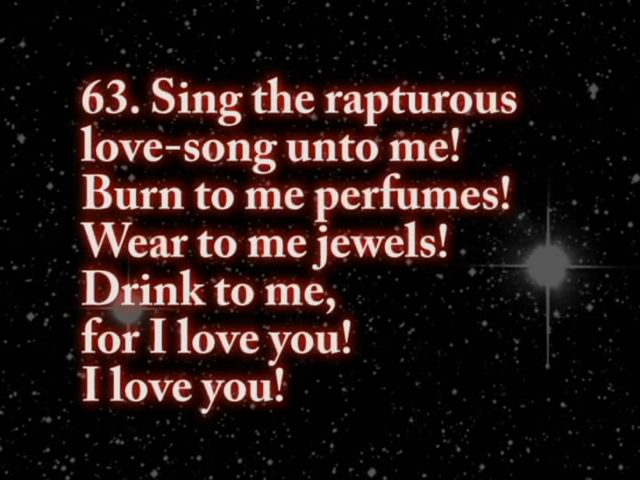 63. Sing the rapturous
love-song unto me!
Burn to me perfumes!
Wear to me jewels!
Drink to me,
for I love you!
I love you!